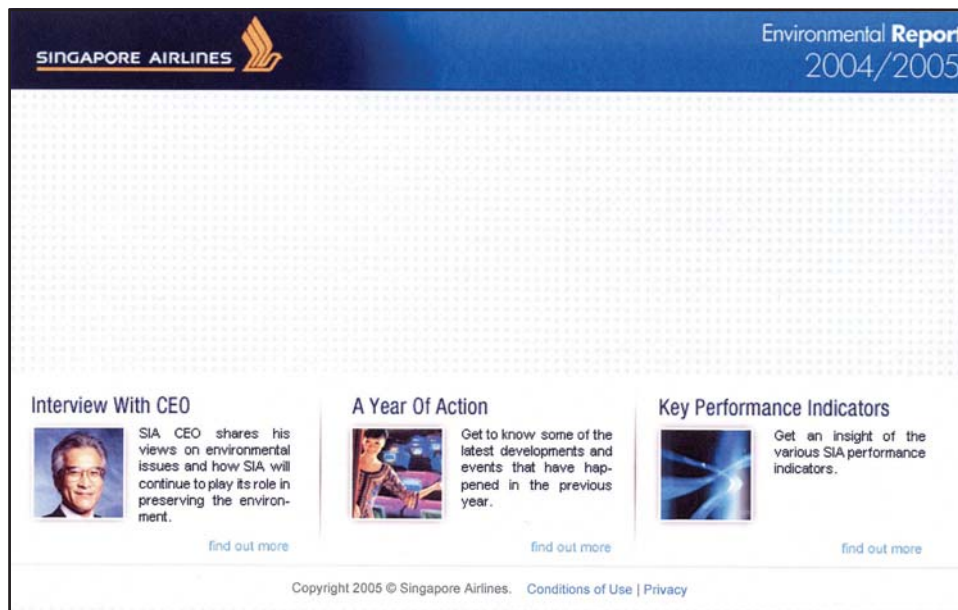 SINGAPORE AIRLINES
Environmental Report
2004/2005
Interview With CEO
SIA CEO shares his
views on environmental
issues and how SIA will
continue to play its role in
preserving the environ-
ment.
find out more
A Year Of Action
Get to know some of the
latest developments and
events that have hap-
pened in the previous
year.
find out more
Key Performance Indicators
Get an insight of the
various SIA performance
indicators.
find out more
Copyright 2005 © Singapore Airlines. Conditions of Use | Privacy